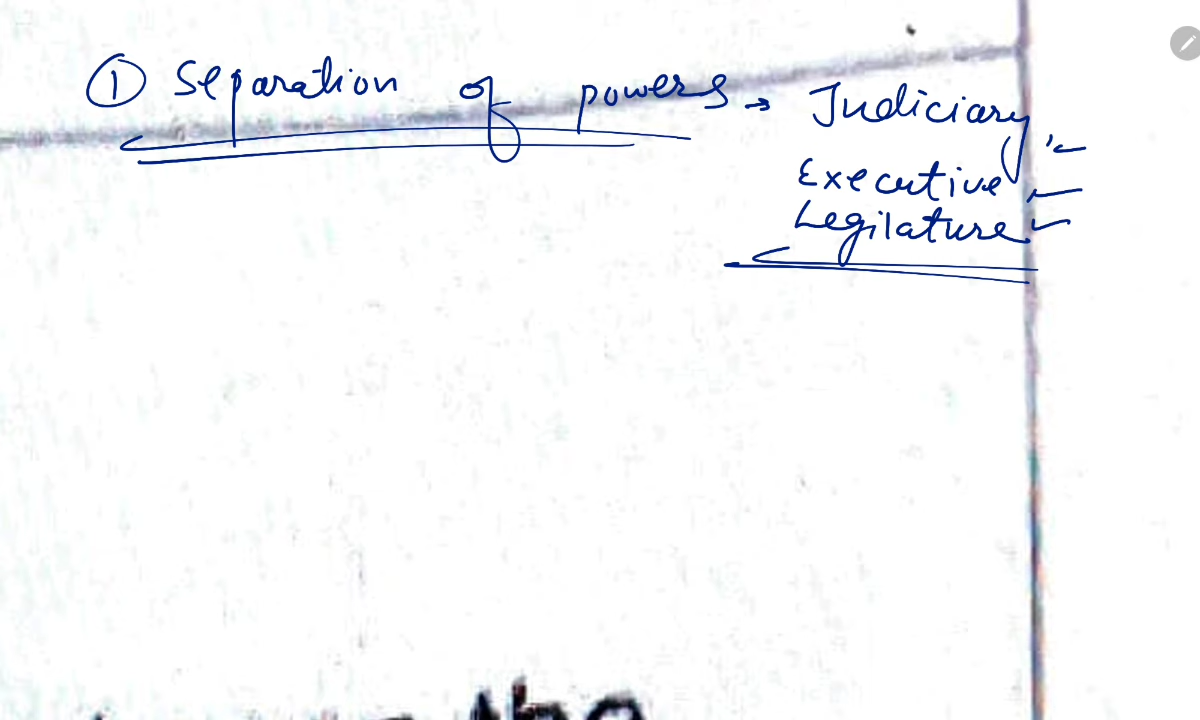 ① Separation of powers → Judiciary
Executive
Legilature